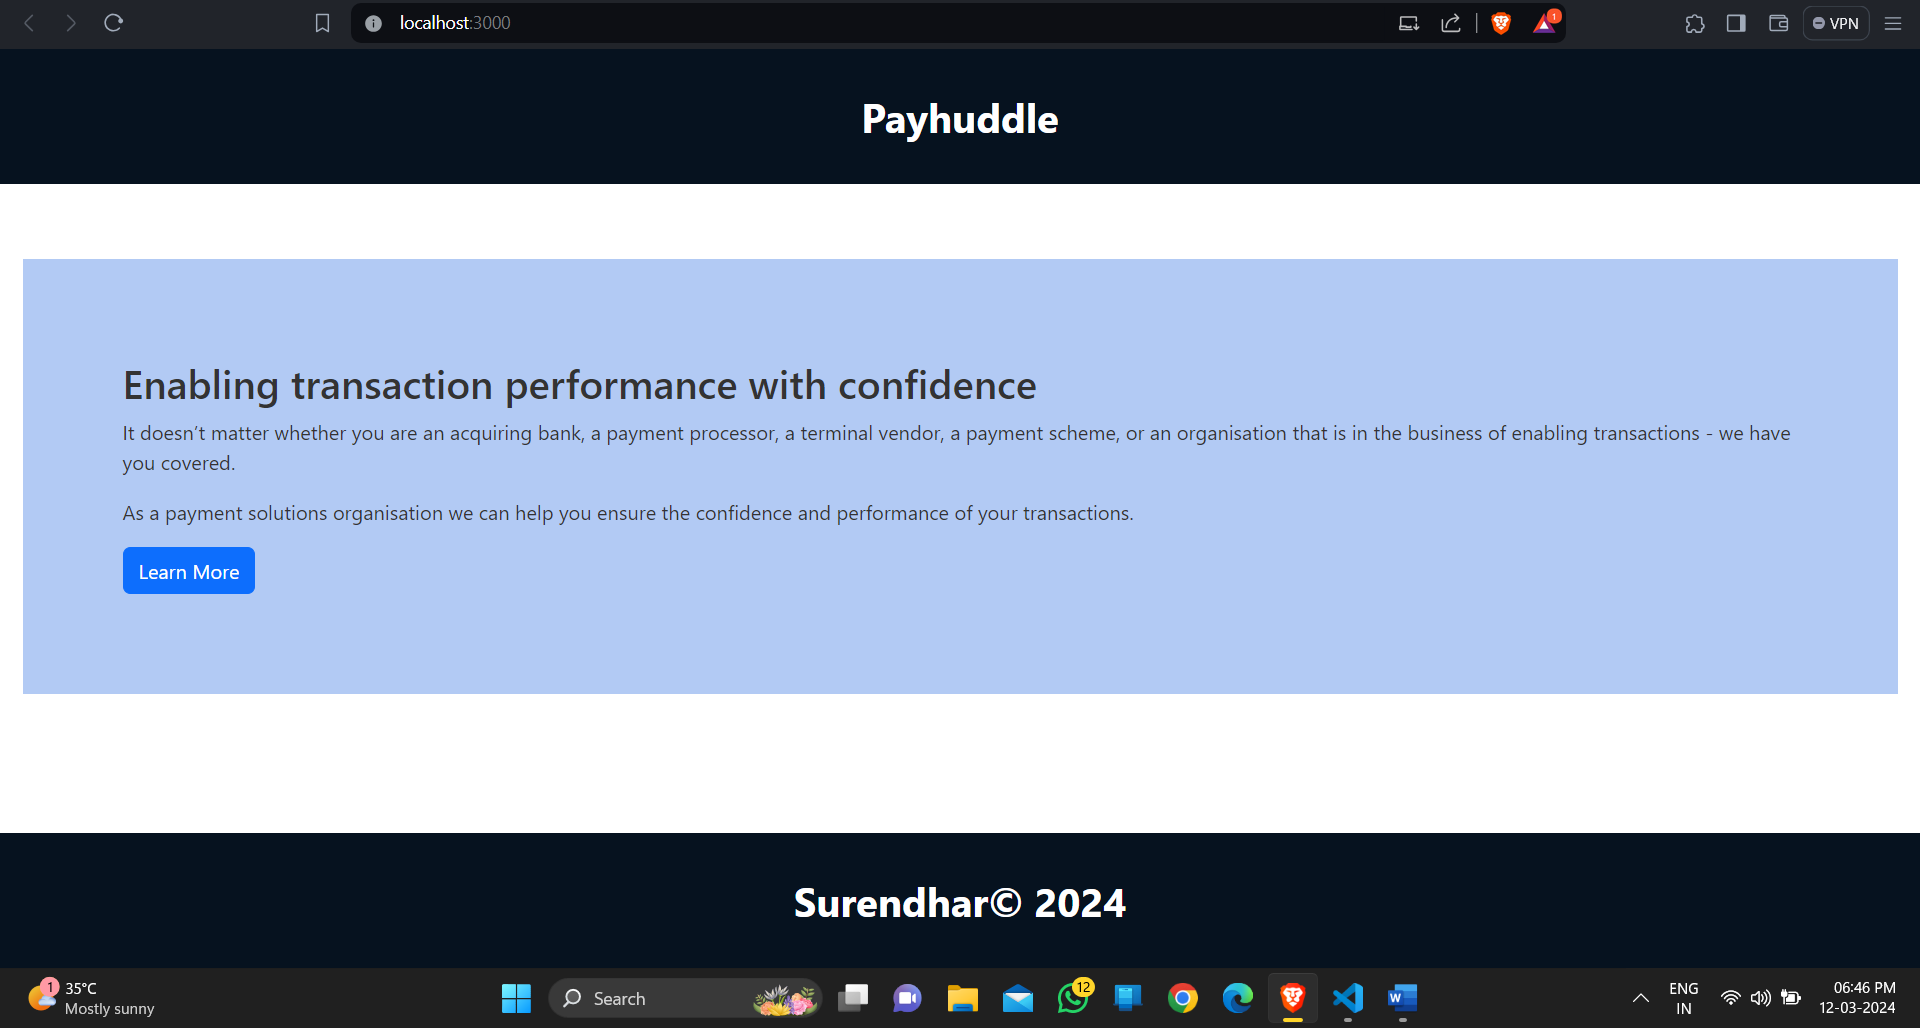 localhost:3000
1
VPN
Payhuddle
Enabling transaction performance with confidence
It doesn’t matter whether you are an acquiring bank, a payment processor, a terminal vendor, a payment scheme, or an organisation that is in the business of enabling transactions - we have
you covered.
As a payment solutions organisation we can help you ensure the confidence and performance of your transactions.
Learn More
Surendhar© 2024
1
35°C
Mostly sunny
Search
12
W
ENG
IN
06:46 PM
12-03-2024